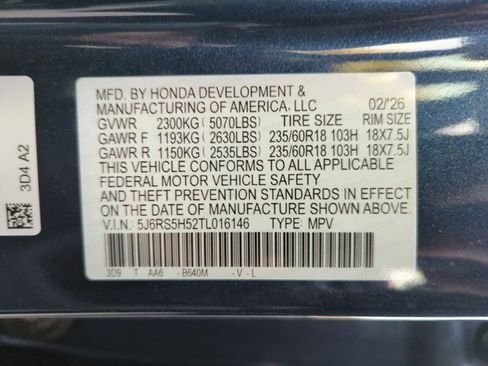 MFD. BY HONDA DEVELOPMENT &
MANUFACTURING OF AMERICA, LLC 02/'26
GVWR 2300KG(5070LBS) TIRE SIZE RIM SIZE
GAWR F 1193KG(2630LBS) 235/60R18 103H 18X7.5J
GAWR R 1150KG(2535LBS) 235/60R18 103H 18X7.5J
THIS VEHICLE CONFORMS TO ALL APPLICABLE
FEDERAL MOTOR VEHICLE SAFETY
AND THEFT PREVENTION STANDARDS IN EFFECT ON
THE DATE OF MANUFACTURE SHOWN ABOVE.
V.I.N.: 5J6RS5H52TL016146 TYPE: MPV
3D9 T AA6 -B640M -V-L
3D4 A2